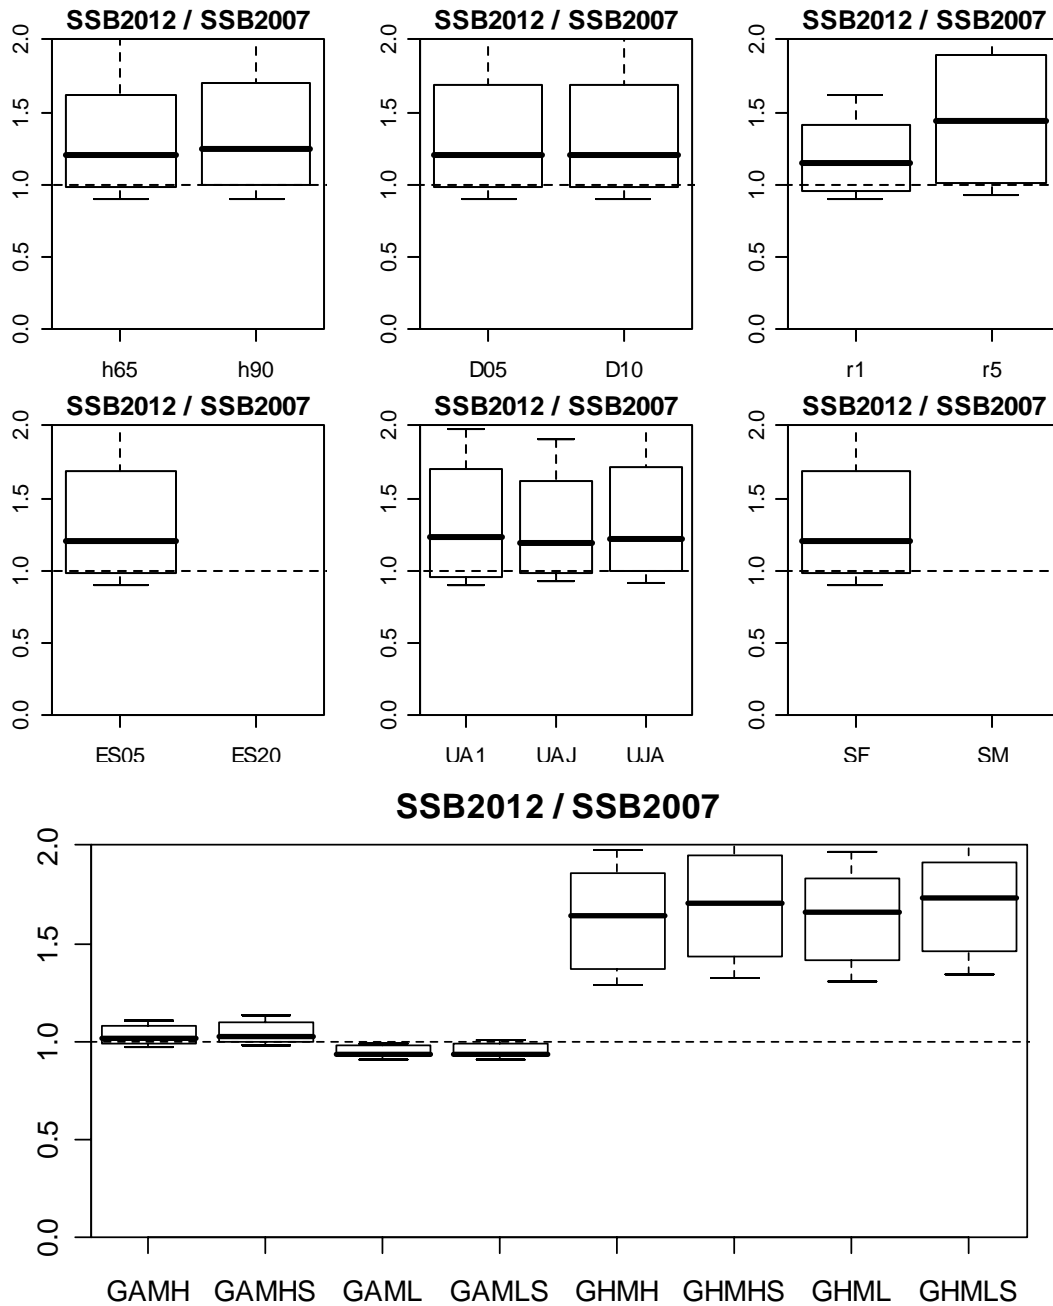 SSB2012 / SSB2007 SSB2012 / SSB2007 SSB2012 / SSB2007
2.0 2.0 2.0
1.5 1.5 1.5
1.0 1.0 1.0
0.5 0.5 0.5
0.0 0.0 0.0
h65 h90 D05 D10 r1 r5
SSB2012 / SSB2007 SSB2012 / SSB2007 SSB2012 / SSB2007
2.0 2.0 2.0
1.5 1.5 1.5
1.0 1.0 1.0
0.5 0.5 0.5
0.0 0.0 0.0
ES05 ES20 UA1 UAJ UJA SF SM
SSB2012 / SSB2007
2.0
1.5
1.0
0.5
0.0
GAMH GAMHS GAML GAMLS GHMH GHMHS GHML GHMLS